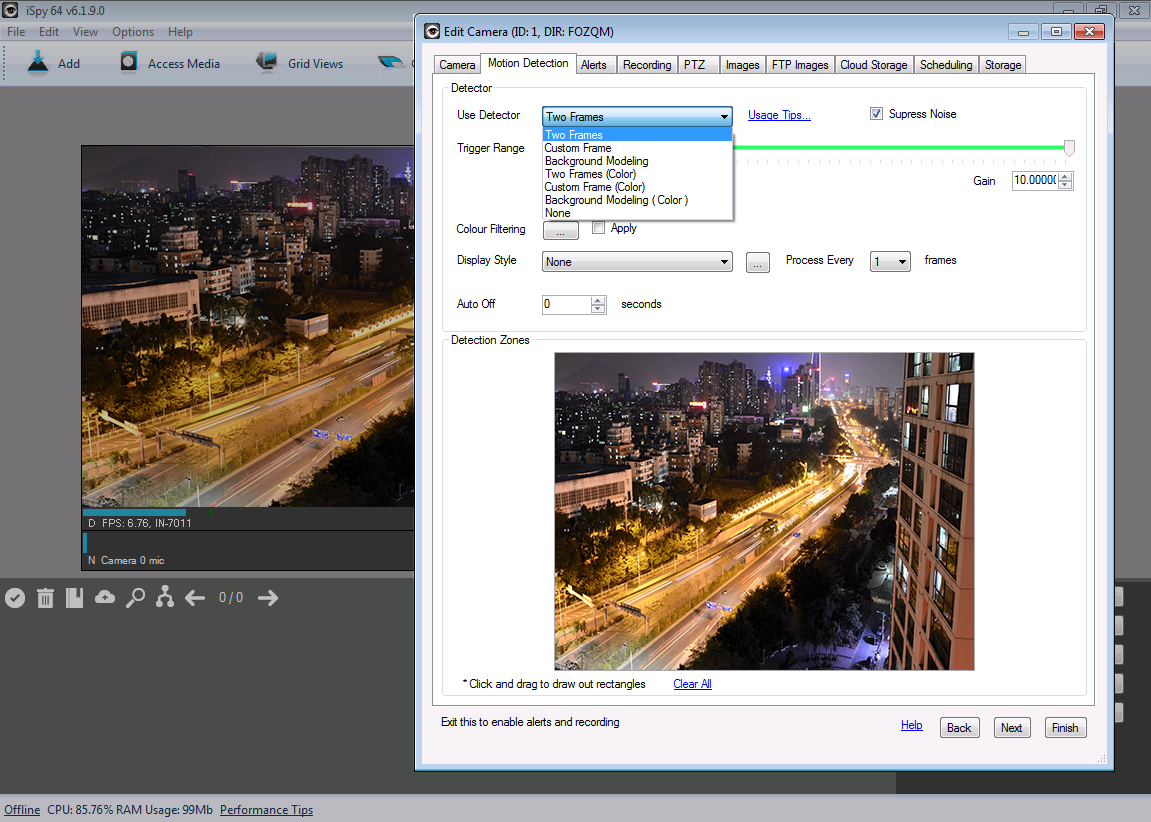 iSpy 64 v6.1.9.0
File Edit View Options Help
Add Access Media Grid Views
D FPS: 6.76, IN-7011
N Camera 0 mic
0 / 0
Edit Camera (ID: 1, DIR: FOZQM)
Camera Motion Detection Alerts Recording PTZ Images FTP Images Cloud Storage Scheduling Storage
Detector
Use Detector Two Frames Usage Tips... Supress Noise
Two Frames
Custom Frame
Background Modeling
Two Frames (Color)
Custom Frame (Color)
Background Modeling ( Color )
None
Trigger Range
Gain 10.0000
Colour Filtering ... Apply
Display Style None ... Process Every 1 frames
Auto Off 0 seconds
Detection Zones
* Click and drag to draw out rectangles Clear All
Exit this to enable alerts and recording
Help Back Next Finish
Offline CPU: 85.76% RAM Usage: 99Mb Performance Tips